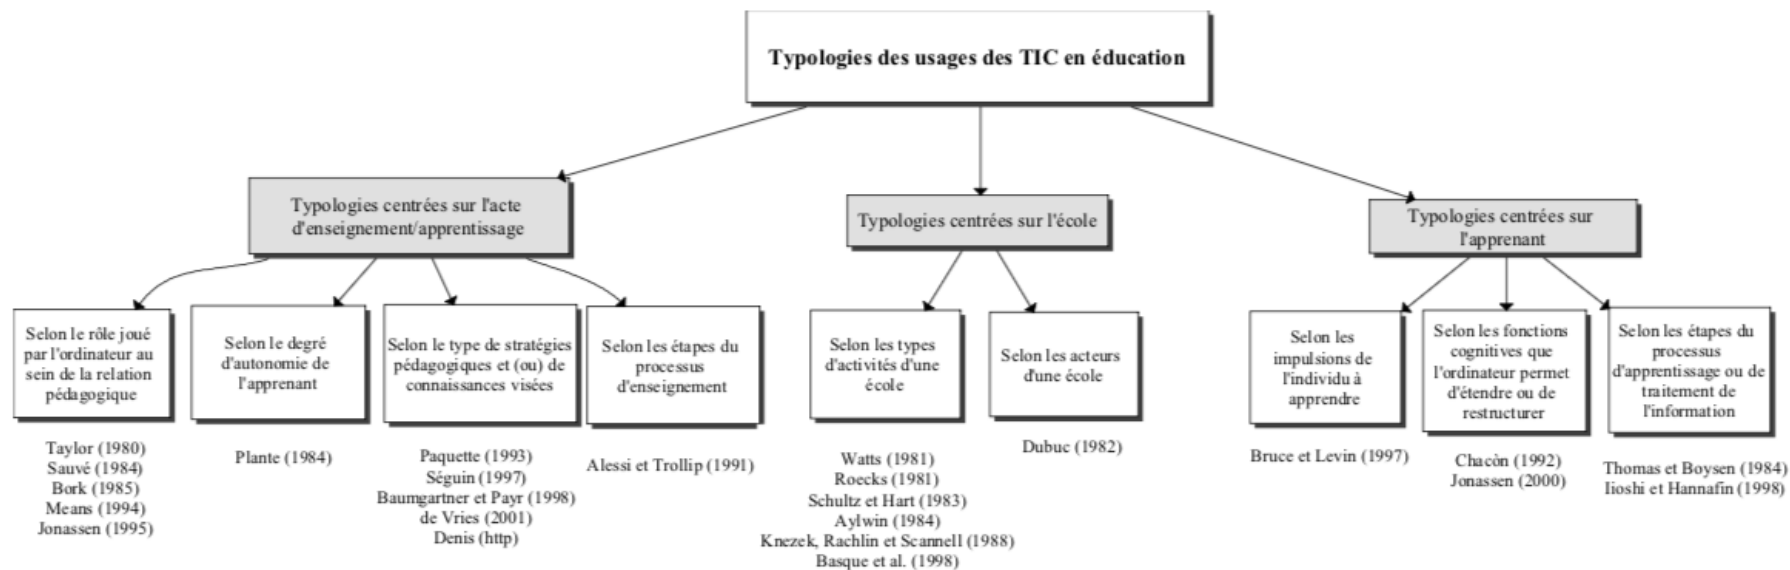 Typologies des usages des TIC en éducation
Typologies centrées sur l'acte
d'enseignement/apprentissage
Typologies centrées sur l'école
Typologies centrées sur
l'apprenant
Selon le rôle joué
par l'ordinateur au
sein de la relation
pédagogique
Selon le degré
d'autonomie de
l'apprenant
Selon le type de stratégies
pédagogiques et (ou) de
connaissances visées
Selon les étapes du
processus
d'enseignement
Selon les types
d'activités d'une
école
Selon les acteurs
d'une école
Selon les
impulsions de
l'individu à
apprendre
Selon les fonctions
cognitives que
l'ordinateur permet
d'étendre ou de
restructurer
Selon les étapes du
processus
d'apprentissage ou de
traitement de
l'information
Taylor (1980)
Sauvé (1984)
Bork (1985)
Means (1994)
Jonassen (1995)
Plante (1984)
Paquette (1993)
Séguin (1997)
Baumgartner et Payr (1998)
de Vries (2001)
Denis (http)
Alessi et Trollip (1991)
Watts (1981)
Roecks (1981)
Schultz et Hart (1983)
Aylwin (1984)
Knezek, Rachlin et Scannell (1988)
Basque et al. (1998)
Dubuc (1982)
Bruce et Levin (1997)
Chacòn (1992)
Jonassen (2000)
Thomas et Boysen (1984)
Iioshi et Hannafin (1998)